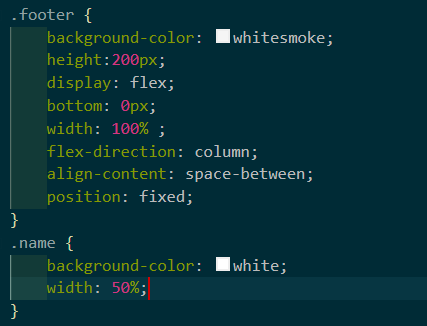 .footer {
    background-color: whitesmoke;
    height:200px;
    display: flex;
    bottom: 0px;
    width: 100% ;
    flex-direction: column;
    align-content: space-between;
    position: fixed;
}
.name {
    background-color: white;
    width: 50%;
}